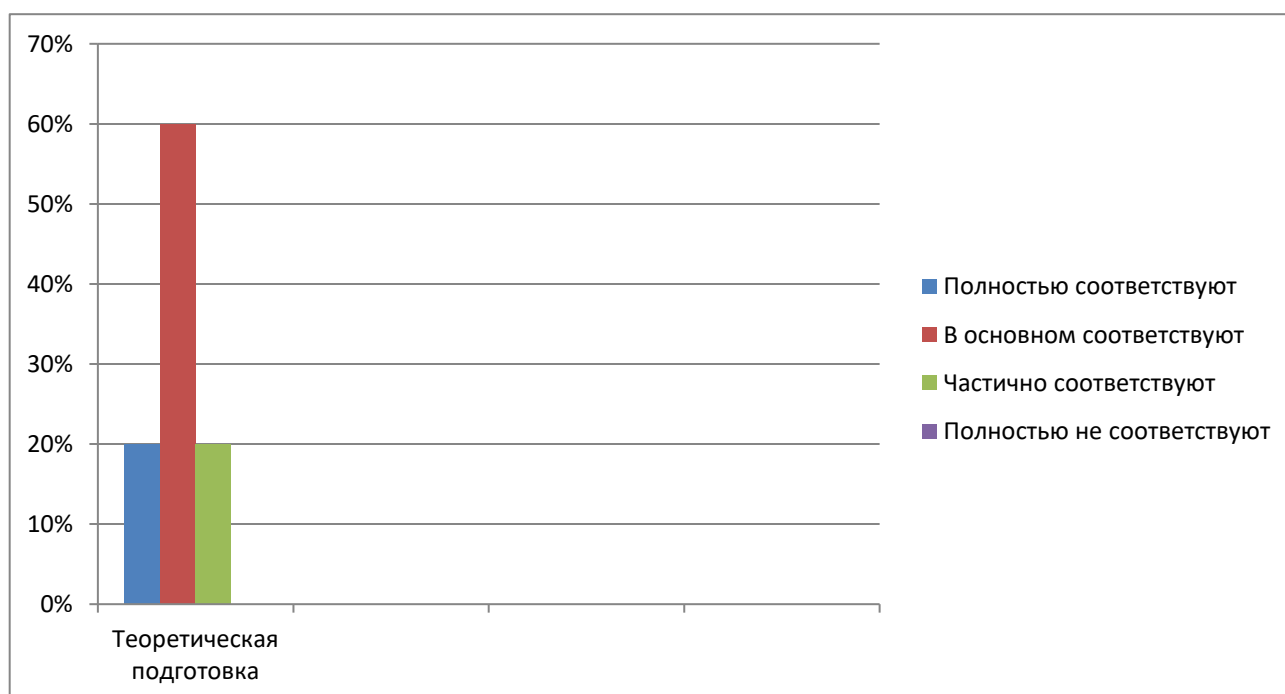 70%
60%
50%
40%
30%
20%
10%
0%
Теоретическая
подготовка
Полностью соответствуют
В основном соответствуют
Частично соответствуют
Полностью не соответствуют